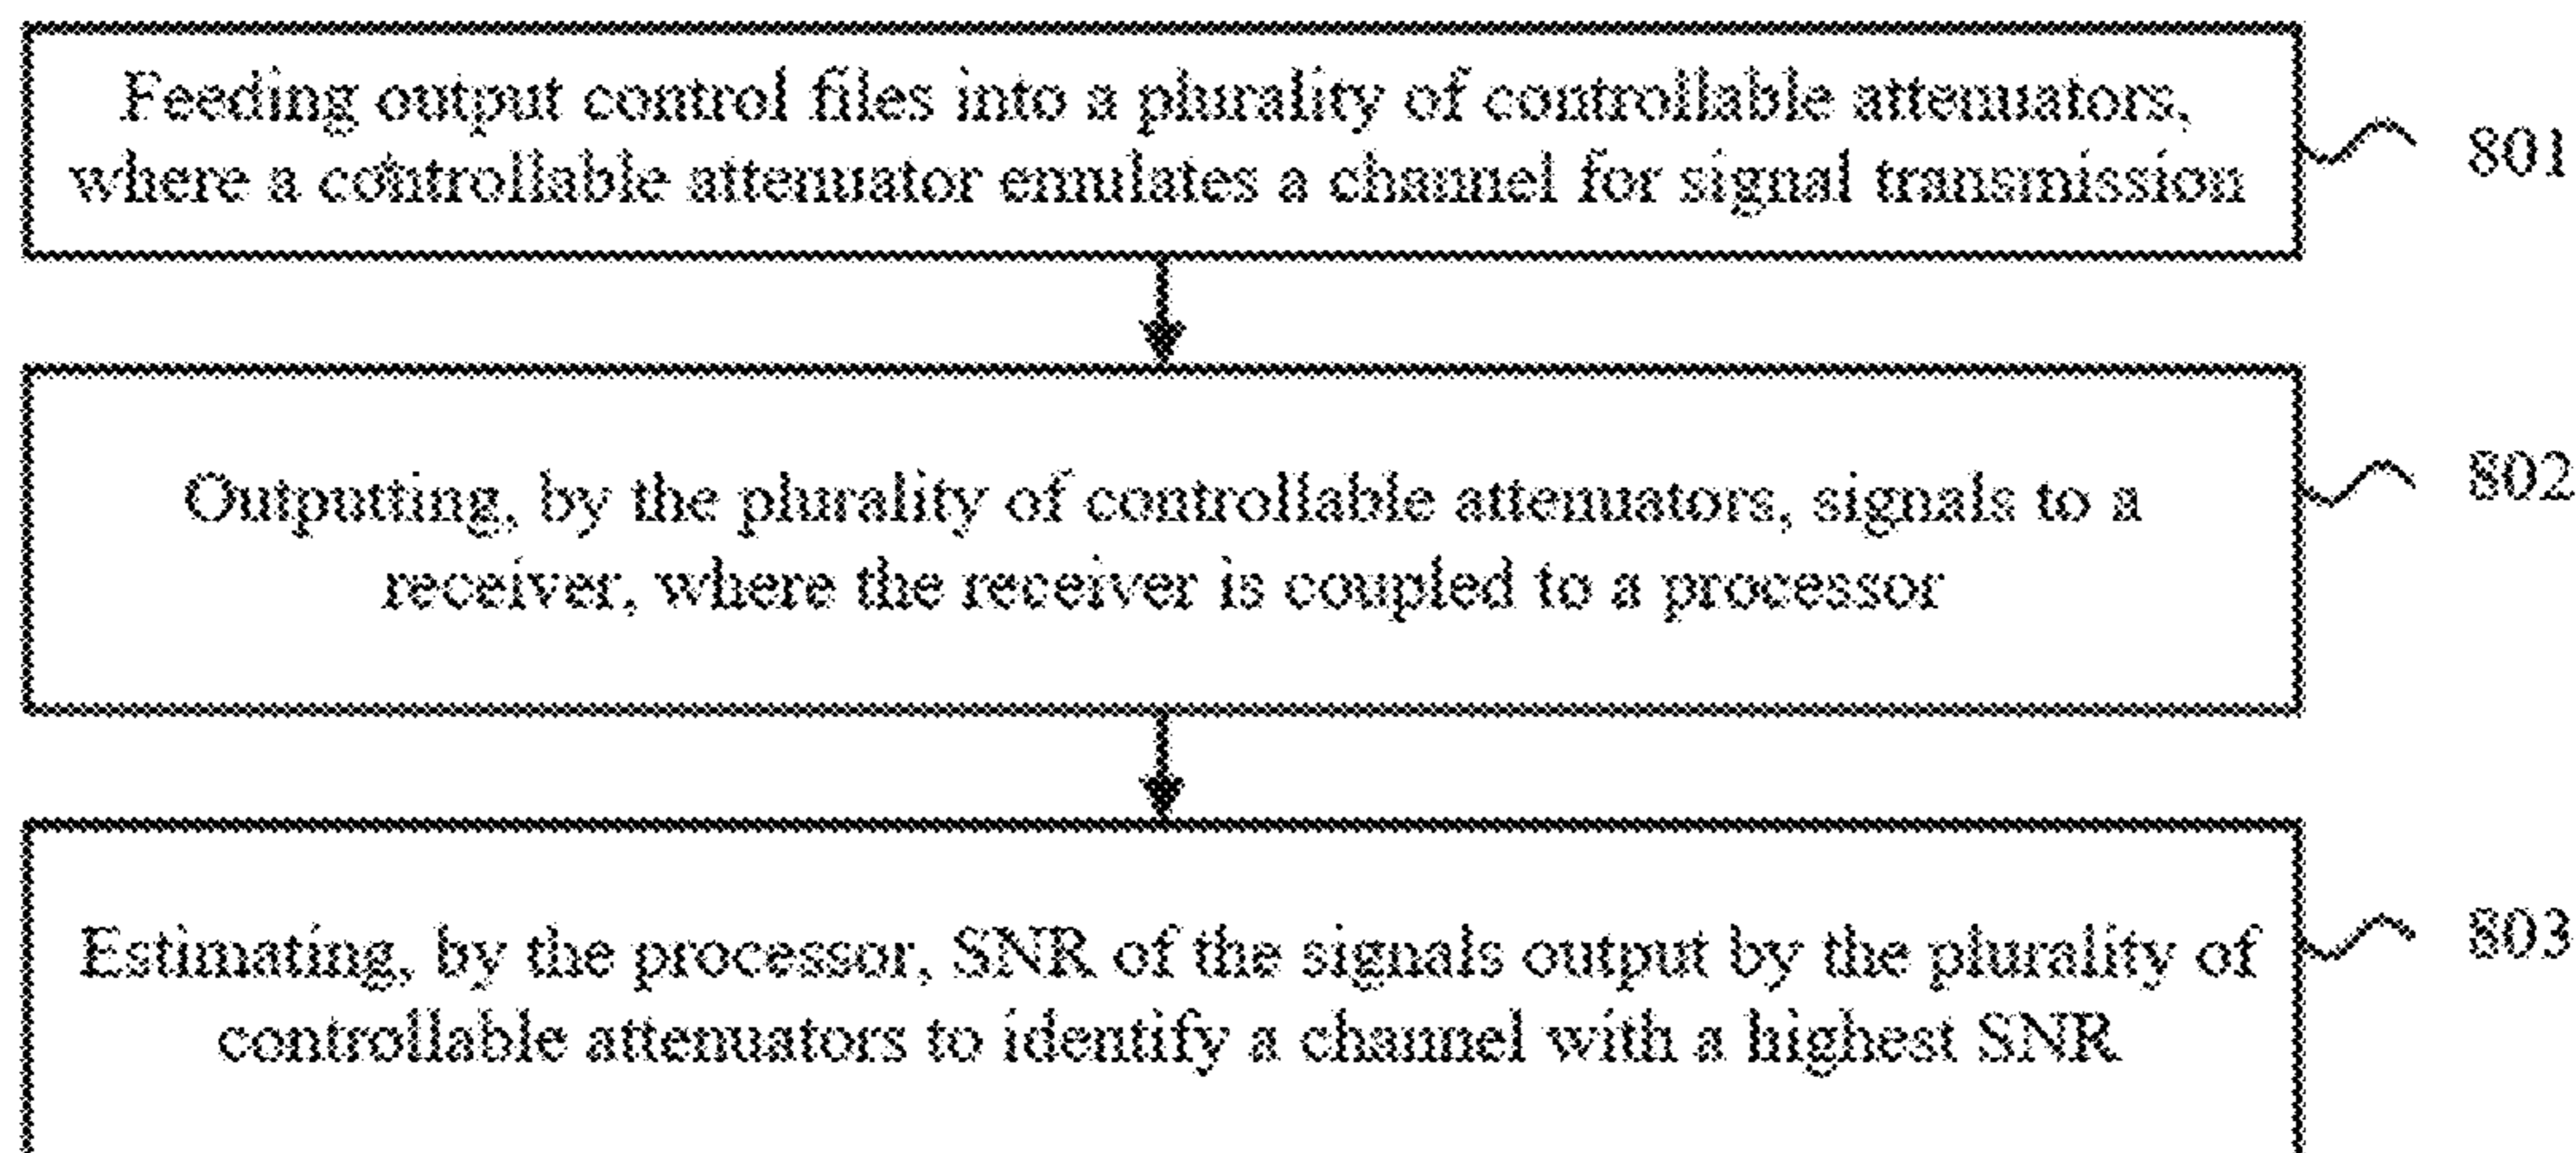 Feeding output control files into a plurality of controllable attenuators,
where a controllable attenuator emulates a channel for signal transmission
801
Outputting, by the plurality of controllable attenuators, signals to a
receiver, where the receiver is coupled to a processor
802
Estimating, by the processor, SNR of the signals output by the plurality of
controllable attenuators to identify a channel with a highest SNR
803